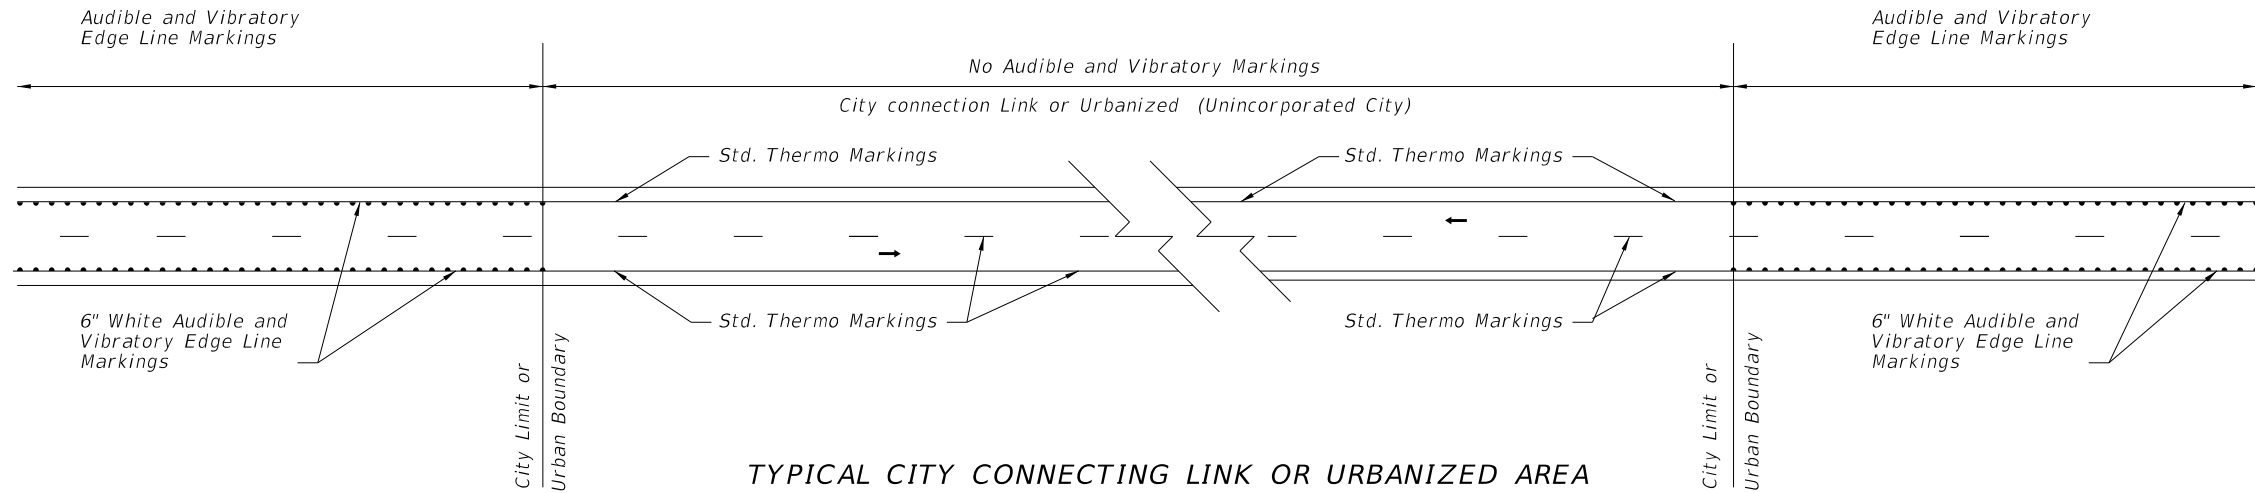 Audible and Vibratory
Edge Line Markings
Audible and Vibratory
Edge Line Markings
No Audible and Vibratory Markings
City connection Link or Urbanized (Unincorporated City)
Std. Thermo Markings
Std. Thermo Markings
6" White Audible and
Vibratory Edge Line
Markings
Std. Thermo Markings
Std. Thermo Markings
6" White Audible and
Vibratory Edge Line
Markings
City Limit or
Urban Boundary
City Limit or
Urban Boundary
TYPICAL CITY CONNECTING LINK OR URBANIZED AREA